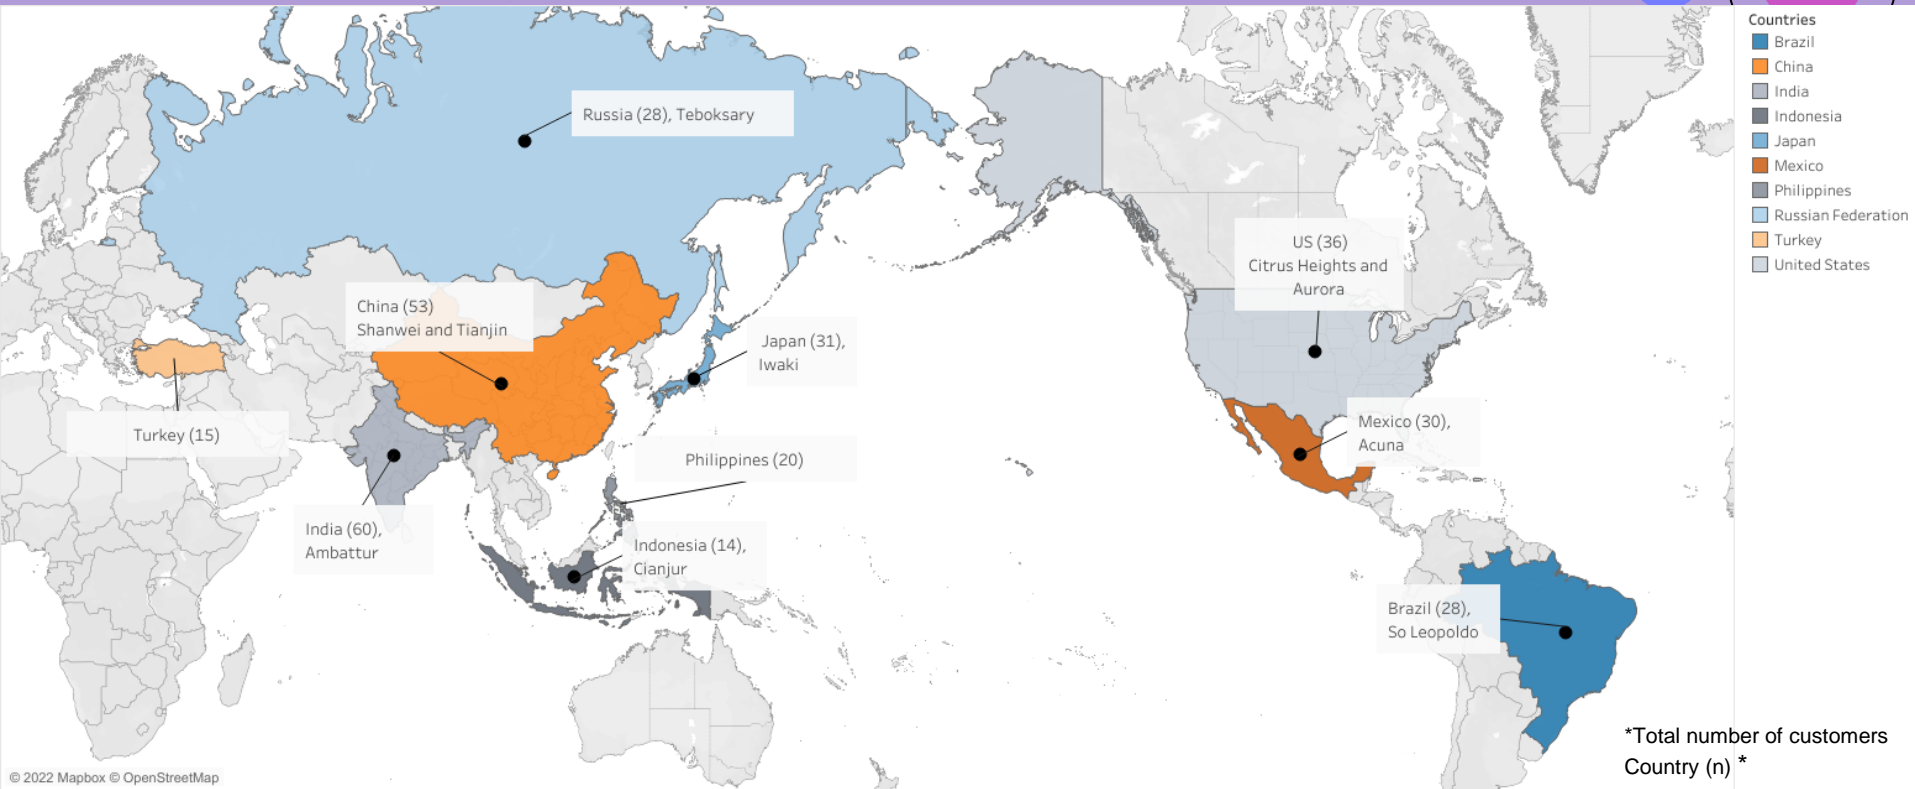 Countries
Brazil
China
India
Indonesia
Japan
Mexico
Philippines
Russian Federation
Turkey
United States
Russia (28), Teboksary
US (36)
Citrus Heights and
Aurora
China (53)
Shanwei and Tianjin
Japan (31),
Iwaki
Turkey (15)
Mexico (30),
Acuna
Philippines (20)
India (60),
Ambattur
Indonesia (14),
Cianjur
Brazil (28),
So Leopoldo
*Total number of customers
Country (n) *
© 2022 Mapbox © OpenStreetMap